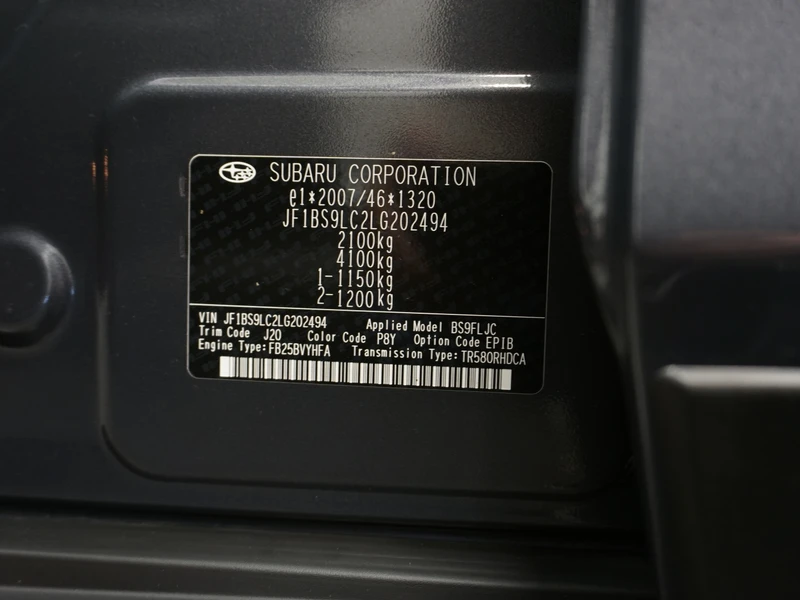 SUBARU CORPORATION
e1*2007/46*1320
JF1BS9LC2LG202494
2100kg
4100kg
1-1150kg
2-1200kg
VIN JF1BS9LC2LG202494 Applied Model BS9FLJC
Trim Code J20 Color Code P8Y Option Code EPIB
Engine Type:FB25BVYHFA Transmission Type:TR580RHDCA